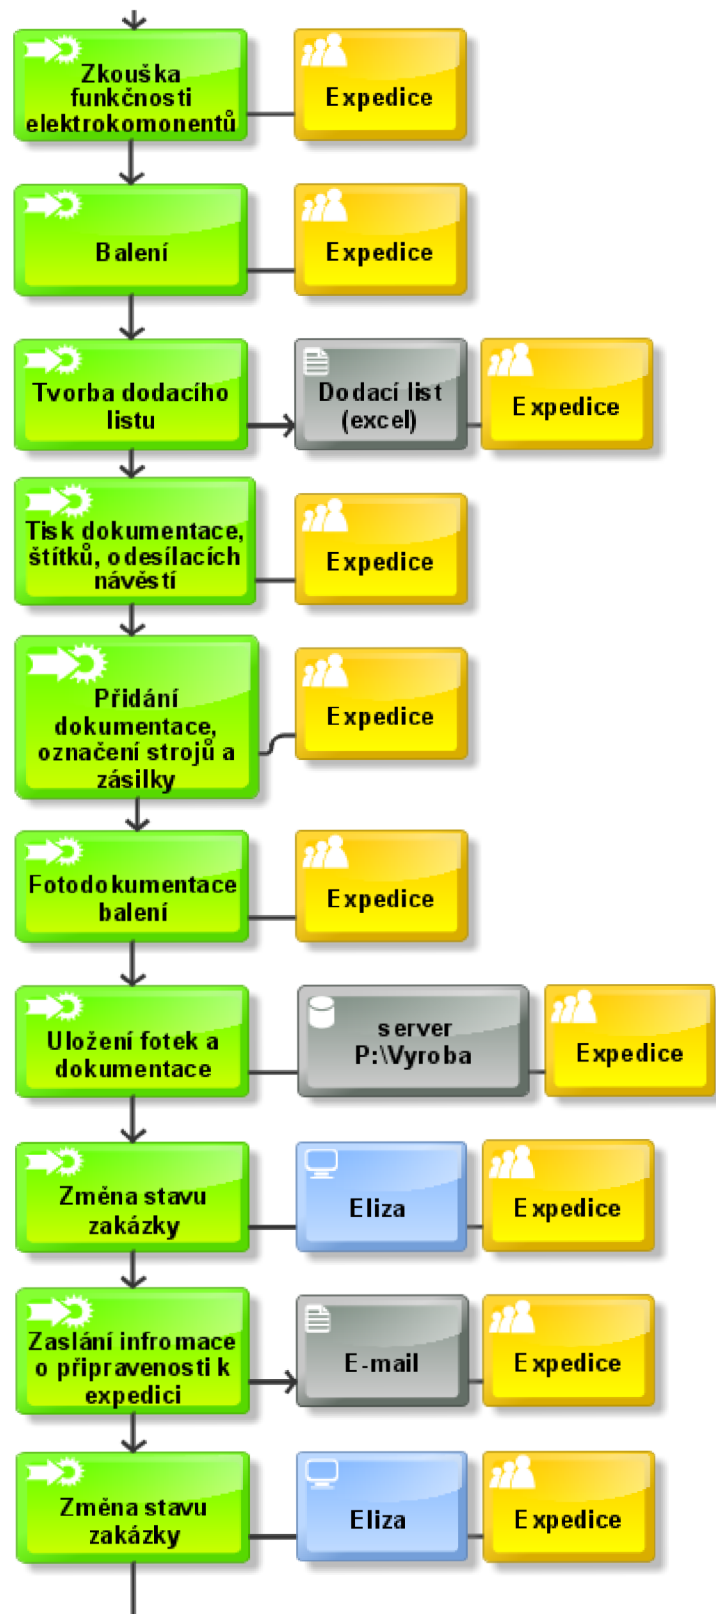 Zkouška
funkčnosti
elektrokomonentů
Expedice
Balení
Expedice
Tvorba dodacího
listu
Dodací list
(excel)
Expedice
Tisk dokumentace,
štítků, odesílacích
návěstí
Expedice
Přidání
dokumentace,
označení strojů a
zásilky
Expedice
Fotodokumentace
balení
Expedice
Uložení fotek a
dokumentace
server
P:\Vyroba
Expedice
Změna stavu
zakázky
Eliza
Expedice
Zaslání infromace
o připravenosti k
expedici
E-mail
Expedice
Změna stavu
zakázky
Eliza
Expedice